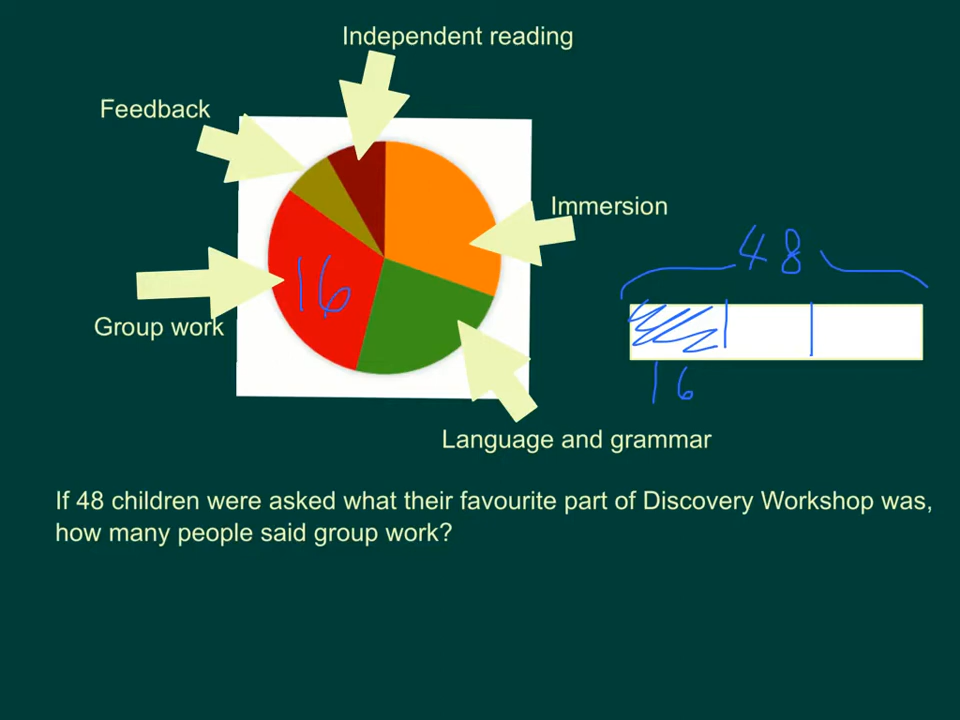 Independent reading
Feedback
Immersion
48
16
Group work
16
Language and grammar
If 48 children were asked what their favourite part of Discovery Workshop was,
how many people said group work?